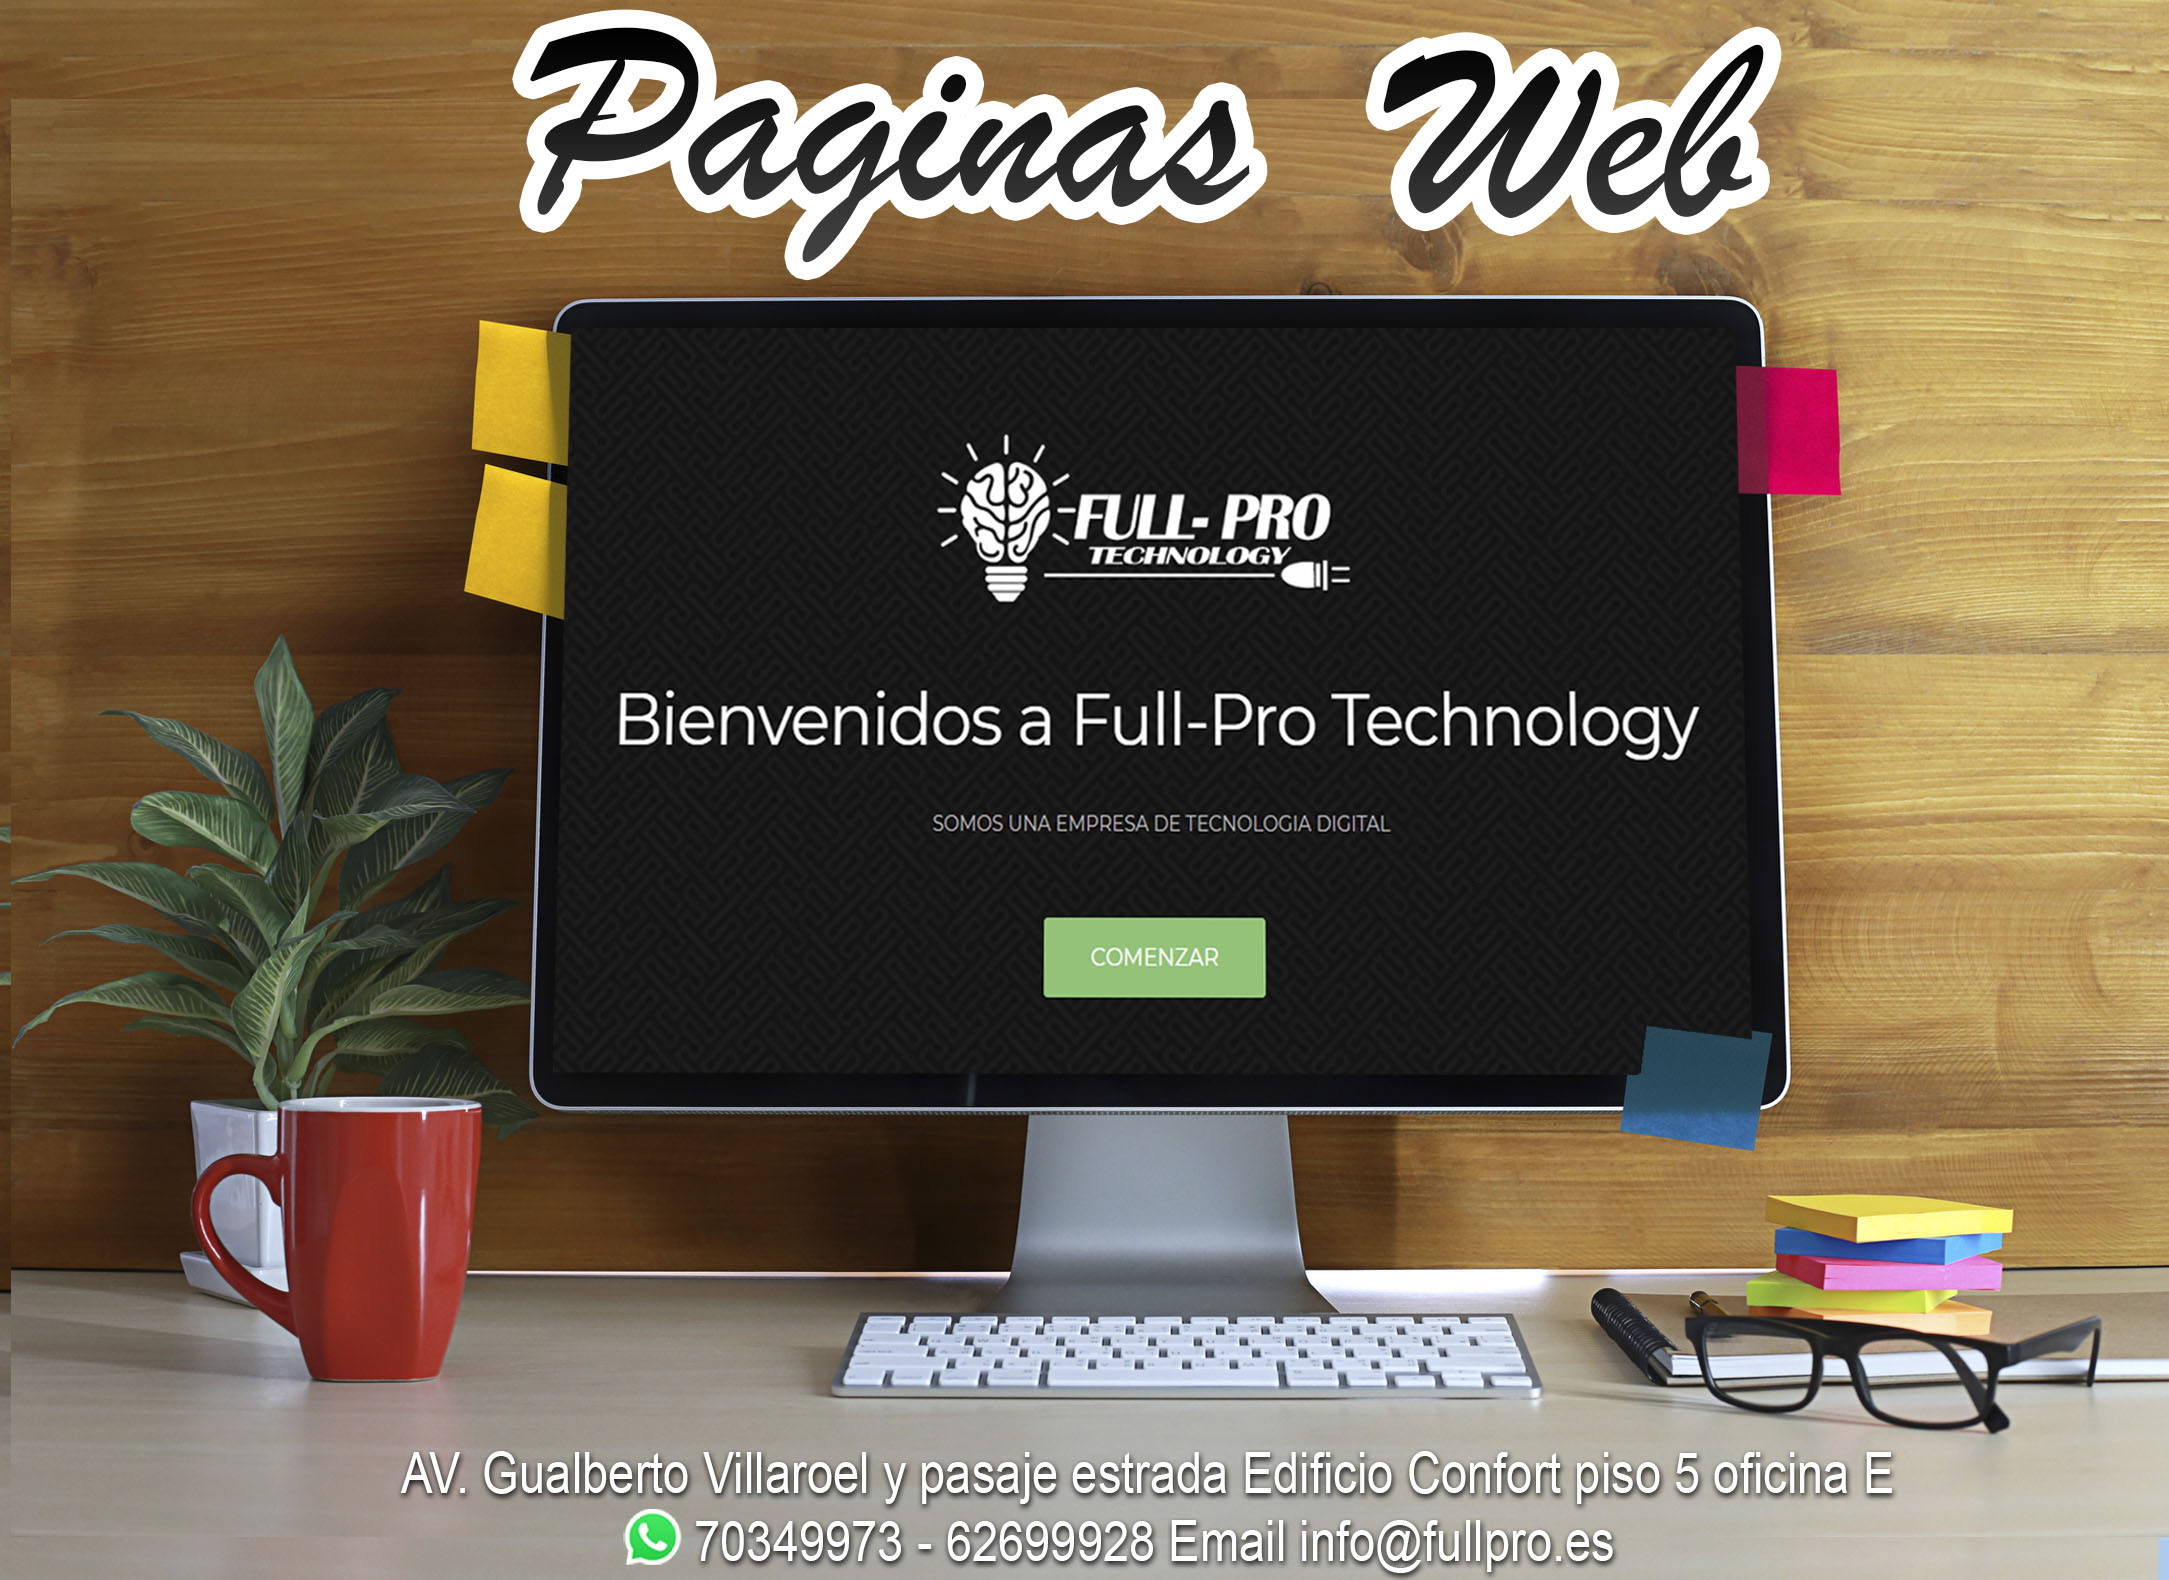 Paginas Web
FULL- PRO
TECHNOLOGY
Bienvenidos a Full-Pro Technology
SOMOS UNA EMPRESA DE TECNOLOGIA DIGITAL
COMENZAR
AV. Gualberto Villaroel y pasaje estrada Edificio Confort piso 5 oficina E
70349973 - 62699928 Email info@fullpro.es